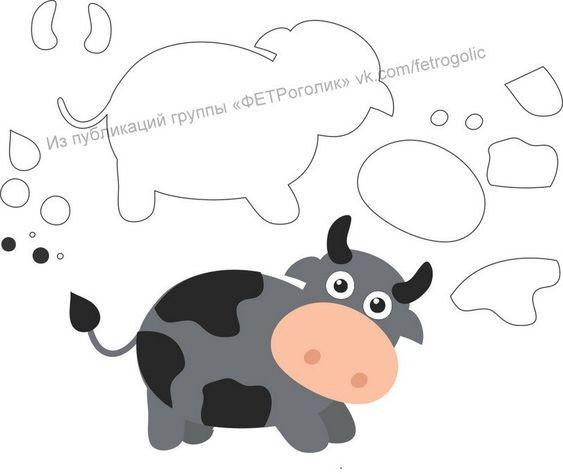 Из публикаций группы «ФЕТРоголик» vk.com/fetrogolic